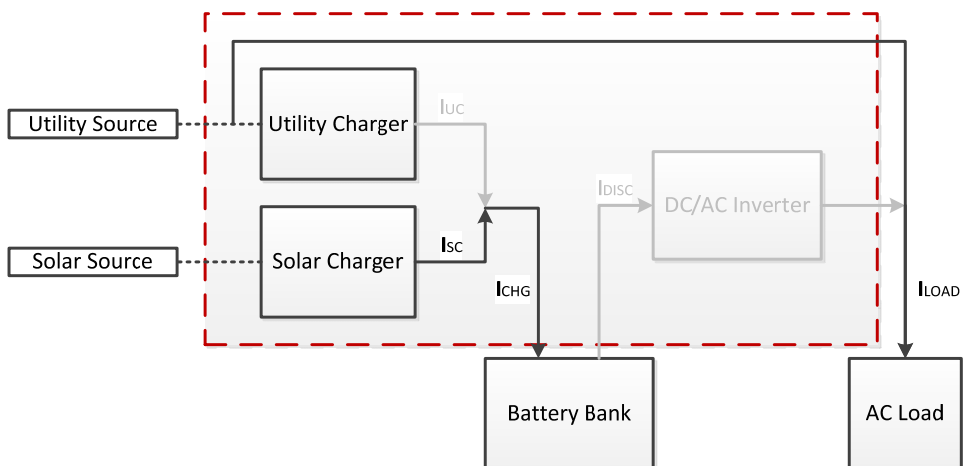 Utility Source
Utility Charger
IUC
IDISC
DC/AC Inverter
Solar Source
Solar Charger
ISC
ICHG
ILOAD
Battery Bank
AC Load